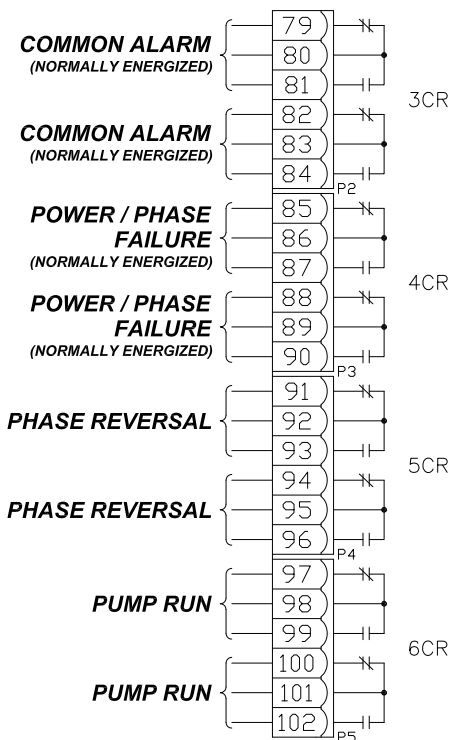 COMMON ALARM
(NORMALLY ENERGIZED)
79
80
81
3CR
COMMON ALARM
(NORMALLY ENERGIZED)
82
83
84
P2
POWER / PHASE
FAILURE
(NORMALLY ENERGIZED)
85
86
87
4CR
POWER / PHASE
FAILURE
(NORMALLY ENERGIZED)
88
89
90
P3
PHASE REVERSAL
91
92
93
5CR
PHASE REVERSAL
94
95
96
P4
PUMP RUN
97
98
99
6CR
PUMP RUN
100
101
102
P5